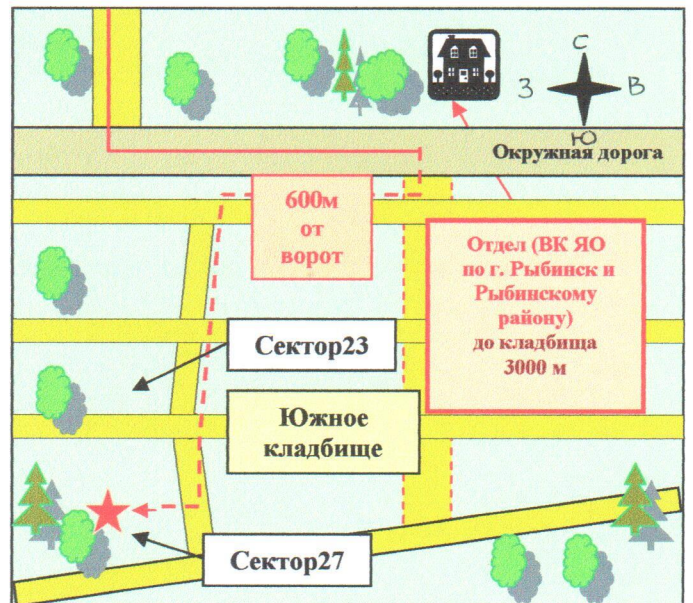 С
З
В
Ю
Окружная дорога
600м
от
ворот
Отдел (ВК ЯО
по г. Рыбинск и
Рыбинскому
району)
до кладбища
3000 м
Сектор23
Южное
кладбище
Сектор27